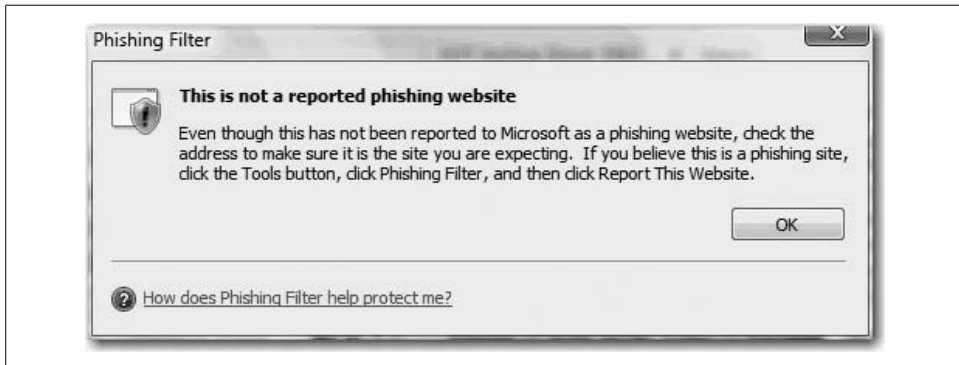 Phishing Filter
This is not a reported phishing website
Even though this has not been reported to Microsoft as a phishing website, check the
address to make sure it is the site you are expecting. If you believe this is a phishing site,
click the Tools button, click Phishing Filter, and then click Report This Website.
OK
How does Phishing Filter help protect me?